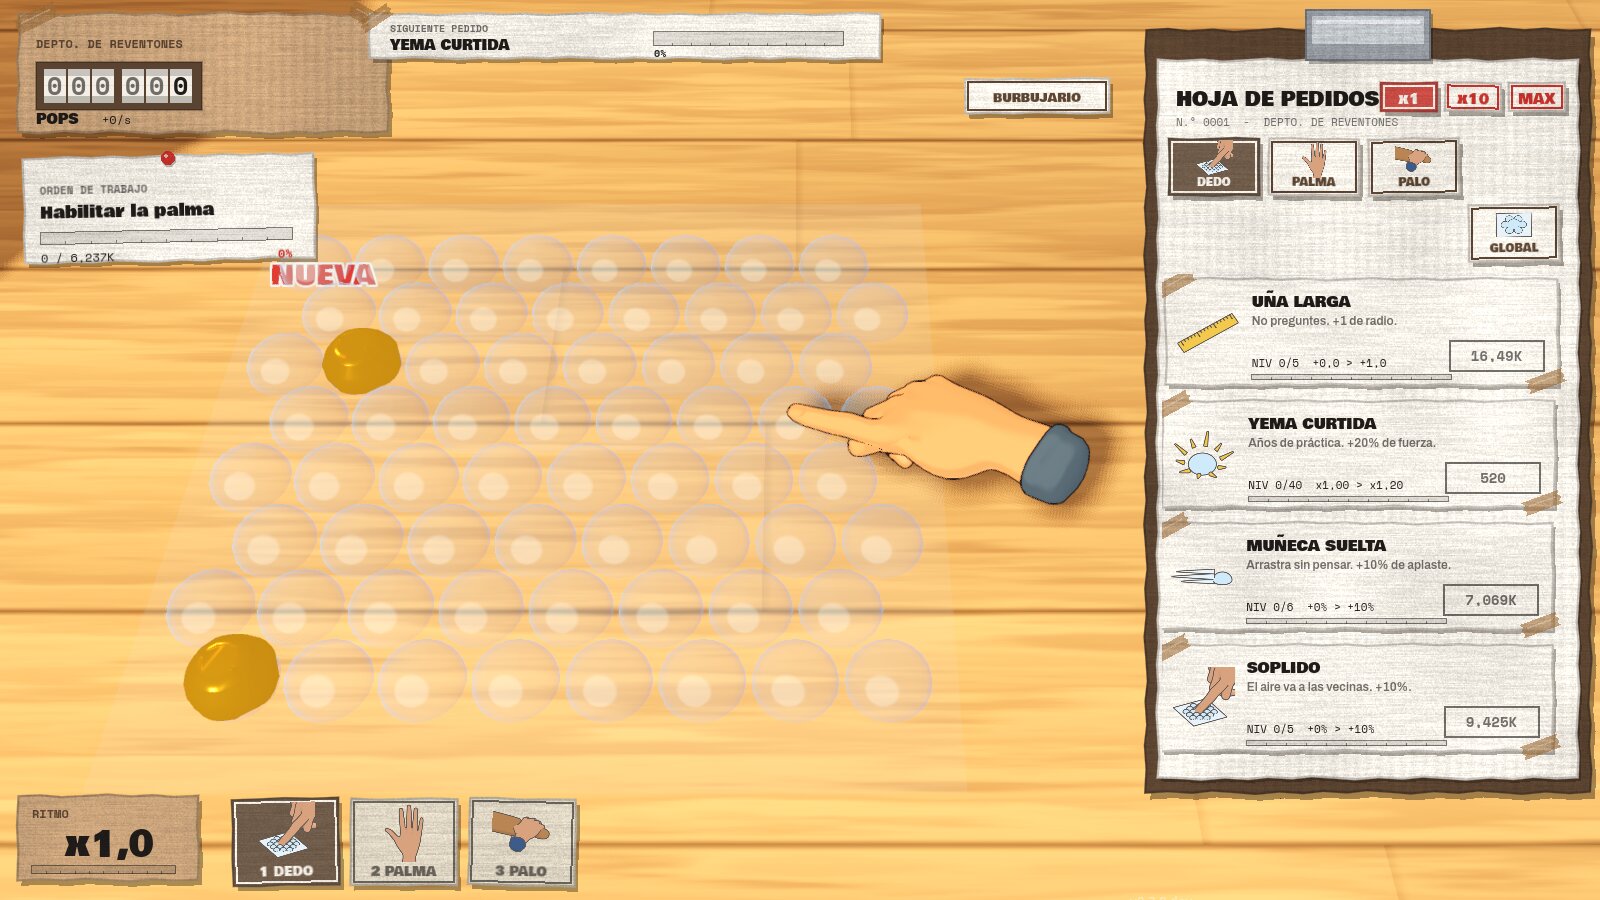 DEPTO. DE REVENTONES
000 000
POPS +0/s
SIGUIENTE PEDIDO
YEMA CURTIDA
0%
BURBUJARIO
ORDEN DE TRABAJO
Habilitar la palma
0 / 6,237K
0%
NUEVA
HOJA DE PEDIDOS
x1
x10
MAX
N.° 0001 - DEPTO. DE REVENTONES
DEDO
PALMA
PALO
GLOBAL
UÑA LARGA
No preguntes. +1 de radio.
NIV 0/5 +0,0 > +1,0
16,49K
YEMA CURTIDA
Años de práctica. +20% de fuerza.
NIV 0/40 x1,00 > x1,20
520
MUÑECA SUELTA
Arrastra sin pensar. +10% de aplaste.
NIV 0/6 +0% > +10%
7,069K
SOPLIDO
El aire va a las vecinas. +10%.
NIV 0/5 +0% > +10%
9,425K
RITMO
x1,0
1 DEDO
2 PALMA
3 PALO